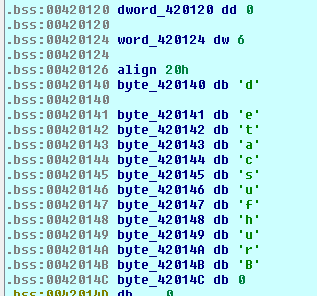 .bss:00420120 dword_420120 dd 0
.bss:00420120
.bss:00420124 word_420124 dw 6
.bss:00420124
.bss:00420126 align 20h
.bss:00420140 byte_420140 db 'd'
.bss:00420140
.bss:00420141 byte_420141 db 'e'
.bss:00420142 byte_420142 db 't'
.bss:00420143 byte_420143 db 'a'
.bss:00420144 byte_420144 db 'c'
.bss:00420145 byte_420145 db 's'
.bss:00420146 byte_420146 db 'u'
.bss:00420147 byte_420147 db 'f'
.bss:00420148 byte_420148 db 'h'
.bss:00420149 byte_420149 db 'u'
.bss:0042014A byte_42014A db 'r'
.bss:0042014B byte_42014B db 'B'
.bss:0042014C byte_42014C db 0
.bss:0042014D db 0